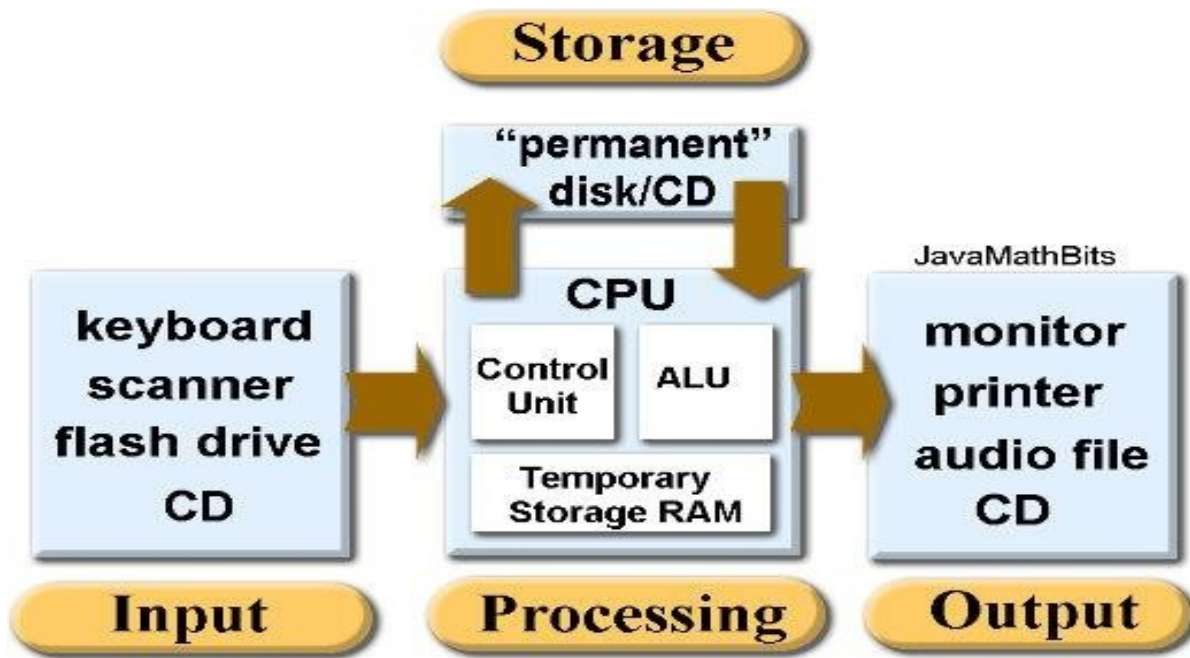 Storage
“permanent”
disk/CD
JavaMathBits
keyboard
scanner
flash drive
CD
CPU
Control
Unit
ALU
Temporary
Storage RAM
monitor
printer
audio file
CD
Input
Processing
Output